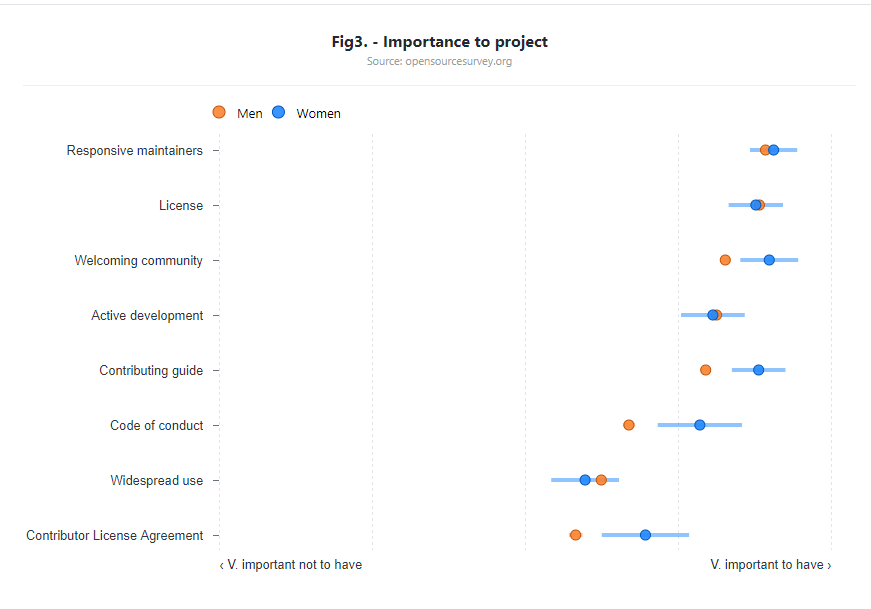 Fig3. - Importance to project
Source: opensourcesurvey.org
Men Women
Responsive maintainers
License
Welcoming community
Active development
Contributing guide
Code of conduct
Widespread use
Contributor License Agreement
‹ V. important not to have V. important to have ›